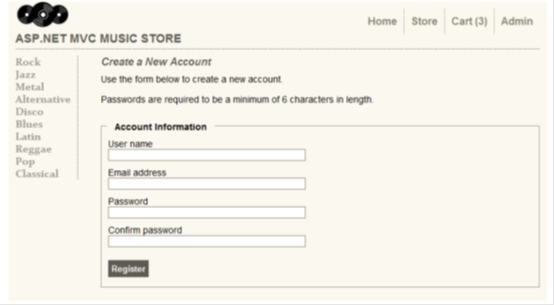 Home Store Cart (3) Admin
ASP.NET MVC MUSIC STORE
Rock
Jazz
Metal
Alternative
Disco
Blues
Latin
Reggae
Pop
Classical
Create a New Account
Use the form below to create a new account.
Passwords are required to be a minimum of 6 characters in length.
Account Information
User name
Email address
Password
Confirm password
Register